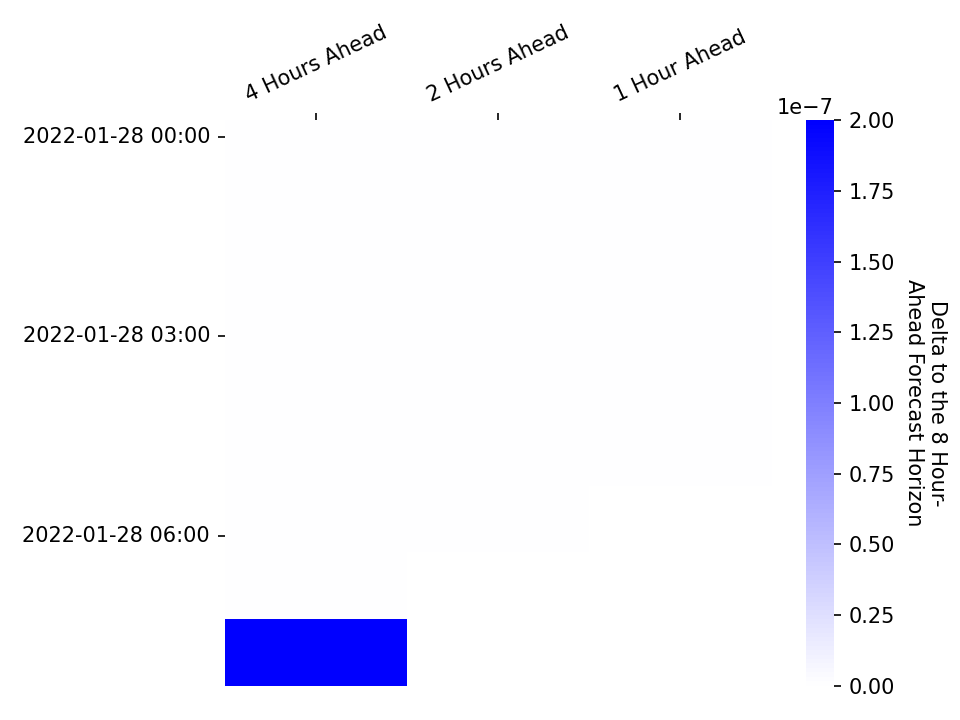 4 Hours Ahead
2 Hours Ahead
1 Hour Ahead
1e−7
2022-01-28 00:00
2022-01-28 03:00
2022-01-28 06:00
2.00
1.75
1.50
1.25
1.00
0.75
0.50
0.25
0.00
Delta to the 8 Hour-
Ahead Forecast Horizon